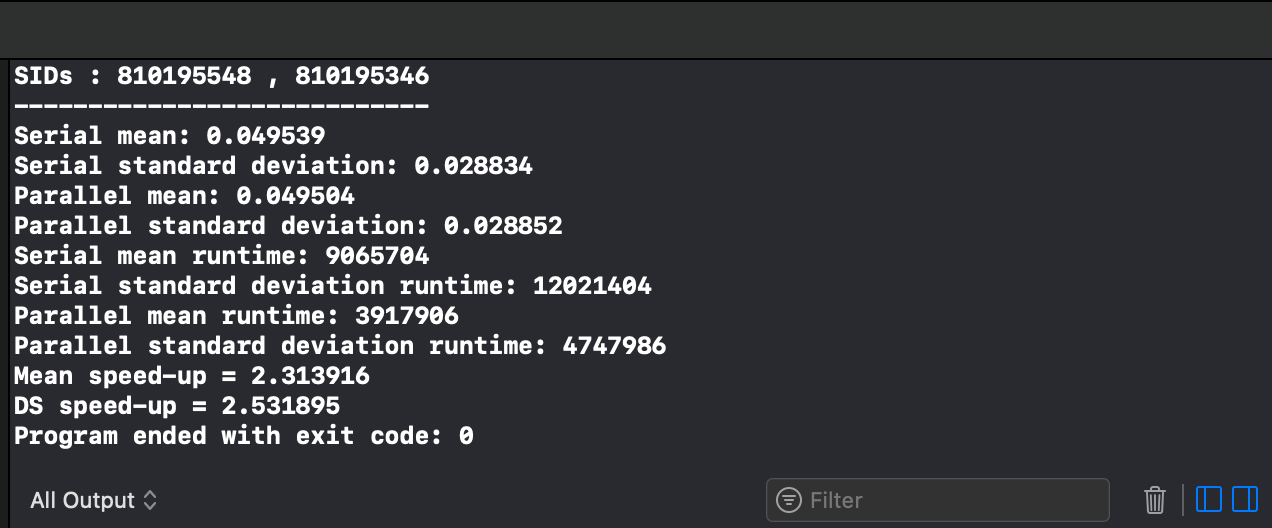 SIDs : 810195548 , 810195346
----------------------------
Serial mean: 0.049539
Serial standard deviation: 0.028834
Parallel mean: 0.049504
Parallel standard deviation: 0.028852
Serial mean runtime: 9065704
Serial standard deviation runtime: 12021404
Parallel mean runtime: 3917906
Parallel standard deviation runtime: 4747986
Mean speed-up = 2.313916
DS speed-up = 2.531895
Program ended with exit code: 0
All Output
Filter